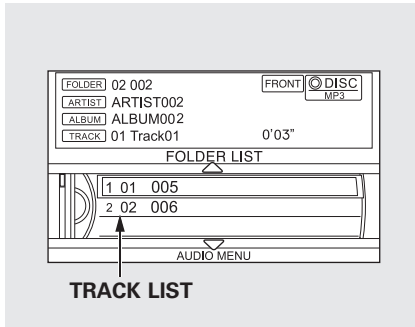 FOLDER 02 002 FRONT DISC
MP3
ARTIST ARTIST002
ALBUM ALBUM002
TRACK 01 Track01 0'03"
FOLDER LIST
1 01 005
2 02 006
AUDIO MENU
TRACK LIST